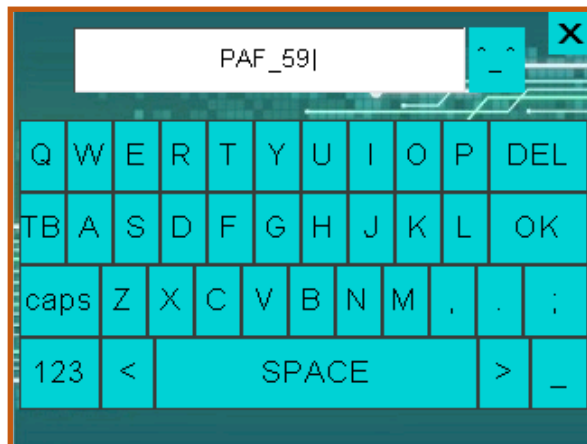 X
PAF_59|
^_^
Q W E R T Y U I O P DEL
TB A S D F G H J K L OK
caps Z X C V B N M , . ;
123 < SPACE > _